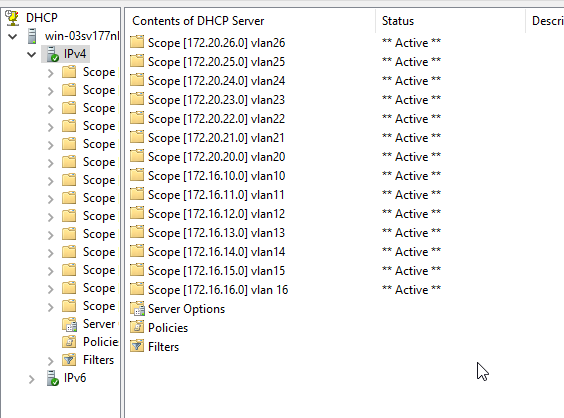 DHCP
win-03sv177nl
IPv4
Scope
Scope
Scope
Scope
Scope
Scope
Scope
Scope
Scope
Scope
Scope
Scope
Scope
Scope
Server
Policie
Filters
IPv6
Contents of DHCP Server Status Descri
Scope [172.20.26.0] vlan26 ** Active **
Scope [172.20.25.0] vlan25 ** Active **
Scope [172.20.24.0] vlan24 ** Active **
Scope [172.20.23.0] vlan23 ** Active **
Scope [172.20.22.0] vlan22 ** Active **
Scope [172.20.21.0] vlan21 ** Active **
Scope [172.20.20.0] vlan20 ** Active **
Scope [172.16.10.0] vlan10 ** Active **
Scope [172.16.11.0] vlan11 ** Active **
Scope [172.16.12.0] vlan12 ** Active **
Scope [172.16.13.0] vlan13 ** Active **
Scope [172.16.14.0] vlan14 ** Active **
Scope [172.16.15.0] vlan15 ** Active **
Scope [172.16.16.0] vlan 16 ** Active **
Server Options
Policies
Filters